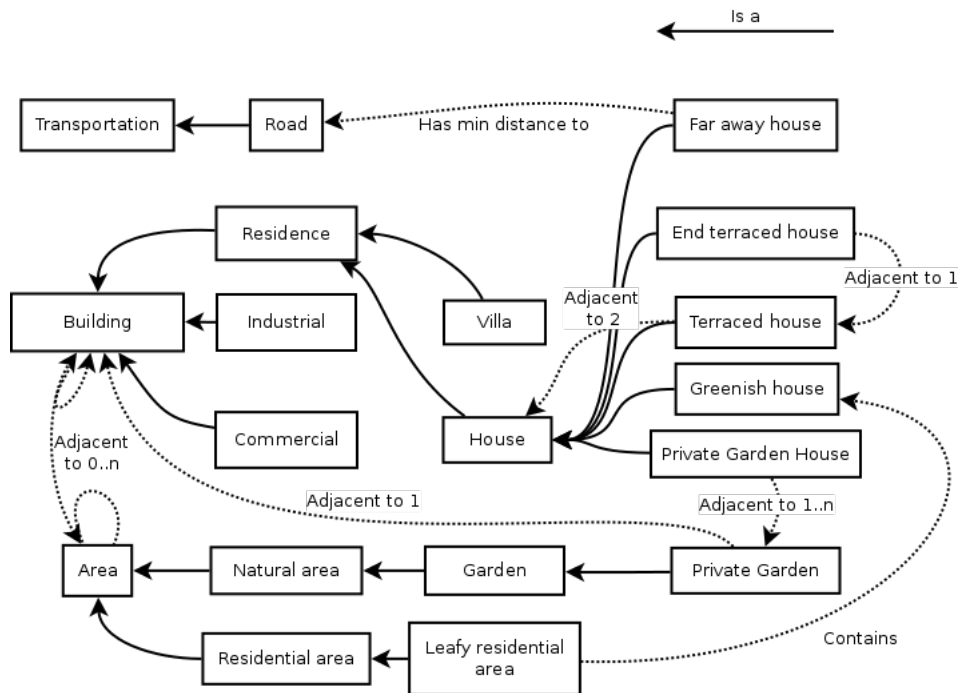 Is a
Transportation
Road
Has min distance to
Far away house
Residence
End terraced house
Adjacent to 1
Building
Industrial
Villa
Adjacent
to 2
Terraced house
Greenish house
Commercial
House
Private Garden House
Adjacent
to 0..n
Adjacent to 1
Adjacent to 1..n
Area
Natural area
Garden
Private Garden
Residential area
Leafy residential
area
Contains